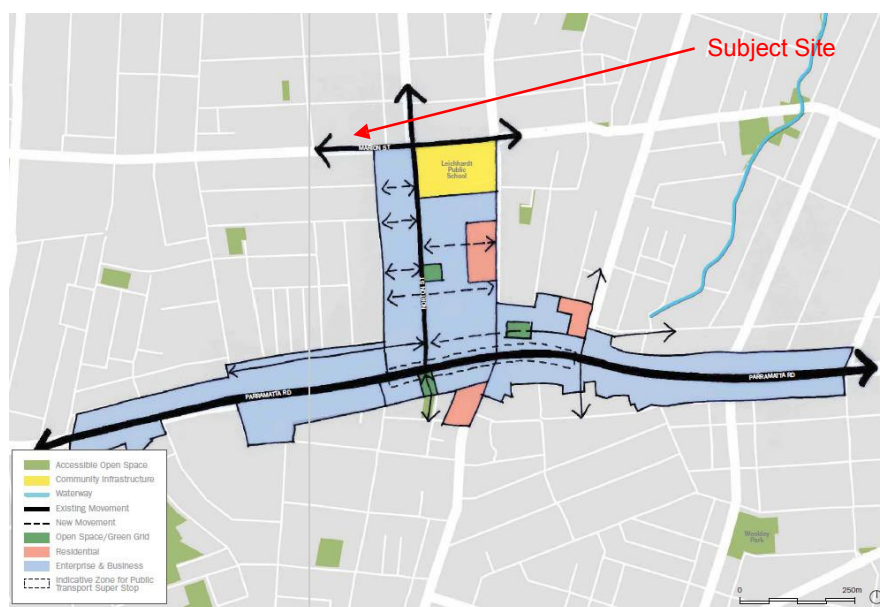 Subject Site
MARION ST
Leichhardt
Public
School
NORTON ST
PARRAMATTA RD
PARRAMATTA RD
Accessible Open Space
Community Infrastructure
Waterway
Existing Movement
New Movement
Open Space/Green Grid
Residential
Enterprise & Business
Indicative Zone for Public
Transport Super Stop
Weekley
Park
0
250m